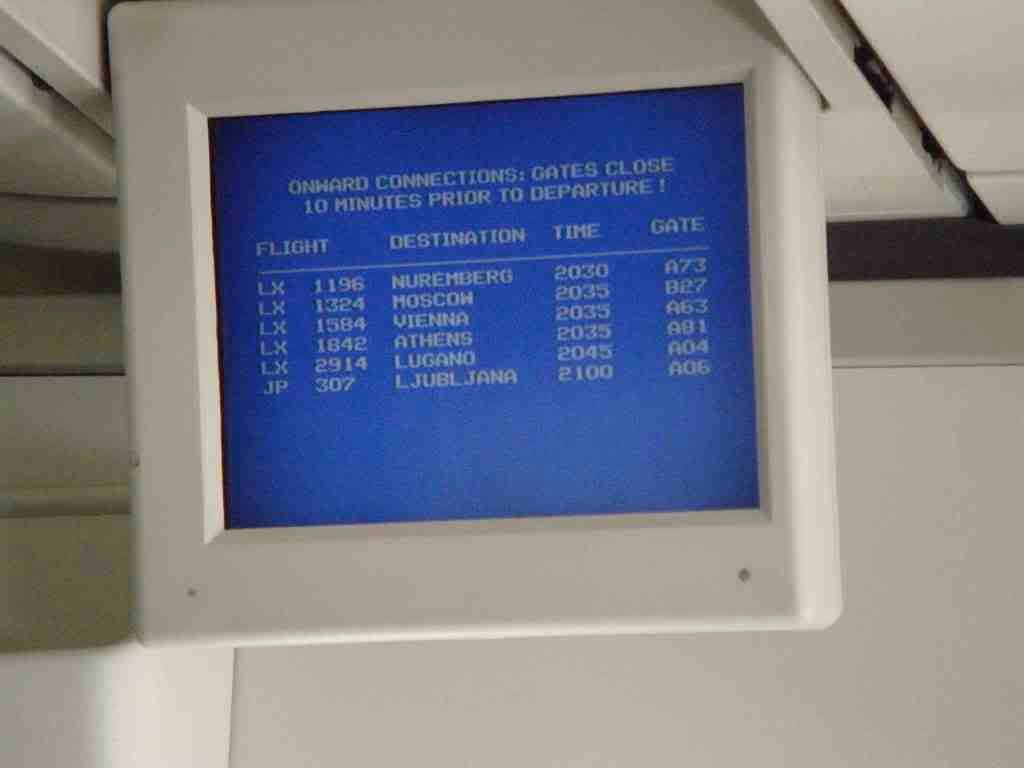 ONWARD CONNECTIONS: GATES CLOSE
10 MINUTES PRIOR TO DEPARTURE !
FLIGHT DESTINATION TIME GATE
LX 1196 NUREMBERG 2030 A73
LX 1324 MOSCOW 2035 B27
LX 1584 VIENNA 2035 A63
LX 1842 ATHENS 2035 A81
LX 2914 LUGANO 2045 A04
JP 307 LJUBLJANA 2100 A06